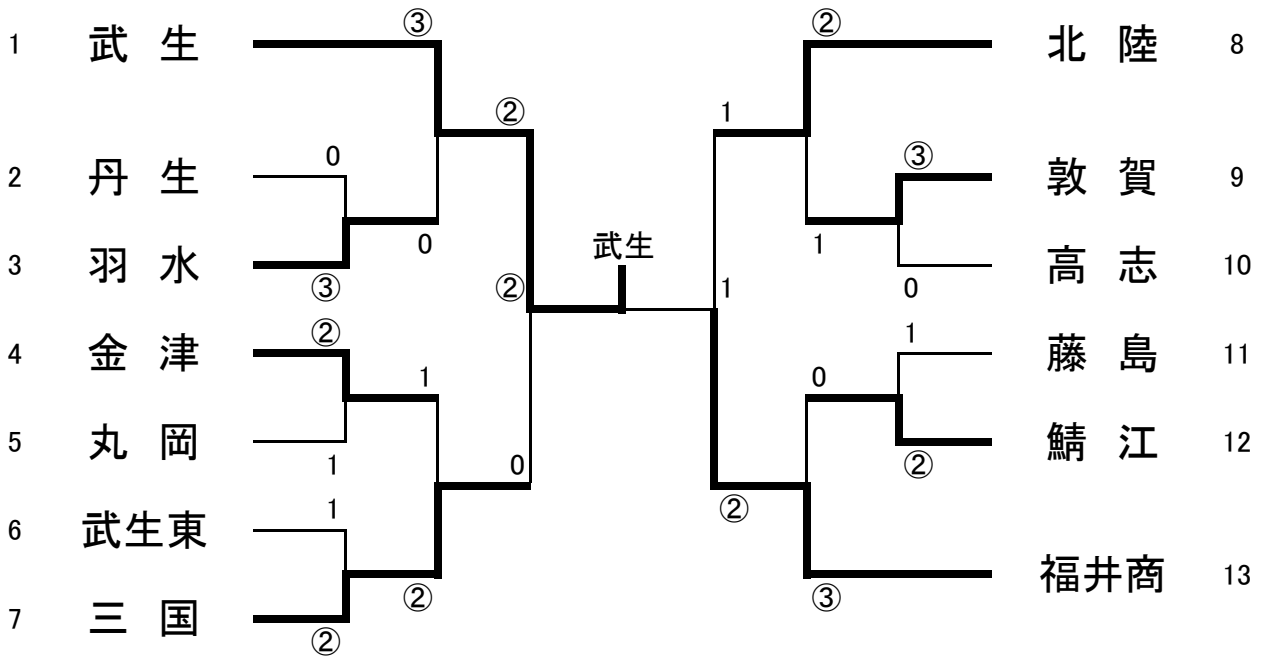 ③ ②
1 武 生 北 陸 8
② 1
0 ③
2 丹 生 敦 賀 9
武生
0 1
3 羽 水 高 志 10
③ ② 1 0
② 1
4 金 津 藤 島 11
1 0
5 丸 岡 鯖 江 12
1 0 ②
1 ②
6 武生東
福井商 13
② ③
7 三 国
②